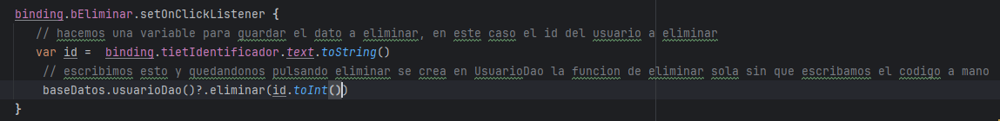 binding.bEliminar.setOnClickListener {
// hacemos una variable para guardar el dato a eliminar, en este caso el id del usuario a eliminar
var id = binding.tietIdentificador.text.toString()
// escribimos esto y quedandonos pulsando eliminar se crea en UsuarioDao la funcion de eliminar sola sin que escribamos el codigo a mano
baseDatos.usuarioDao()?.eliminar(id.toInt())
}